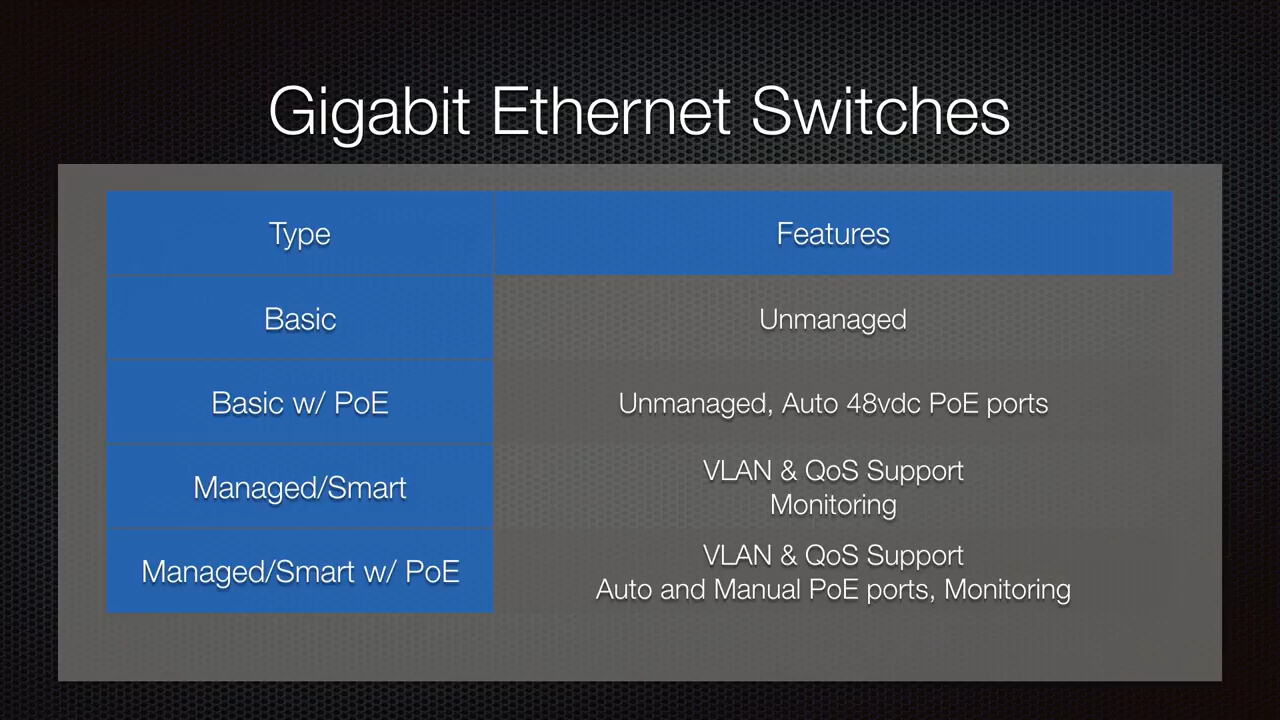 Gigabit Ethernet Switches
Type
Features
Basic
Unmanaged
Basic w/ PoE
Unmanaged, Auto 48vdc PoE ports
Managed/Smart
VLAN & QoS Support
Monitoring
Managed/Smart w/ PoE
VLAN & QoS Support
Auto and Manual PoE ports, Monitoring